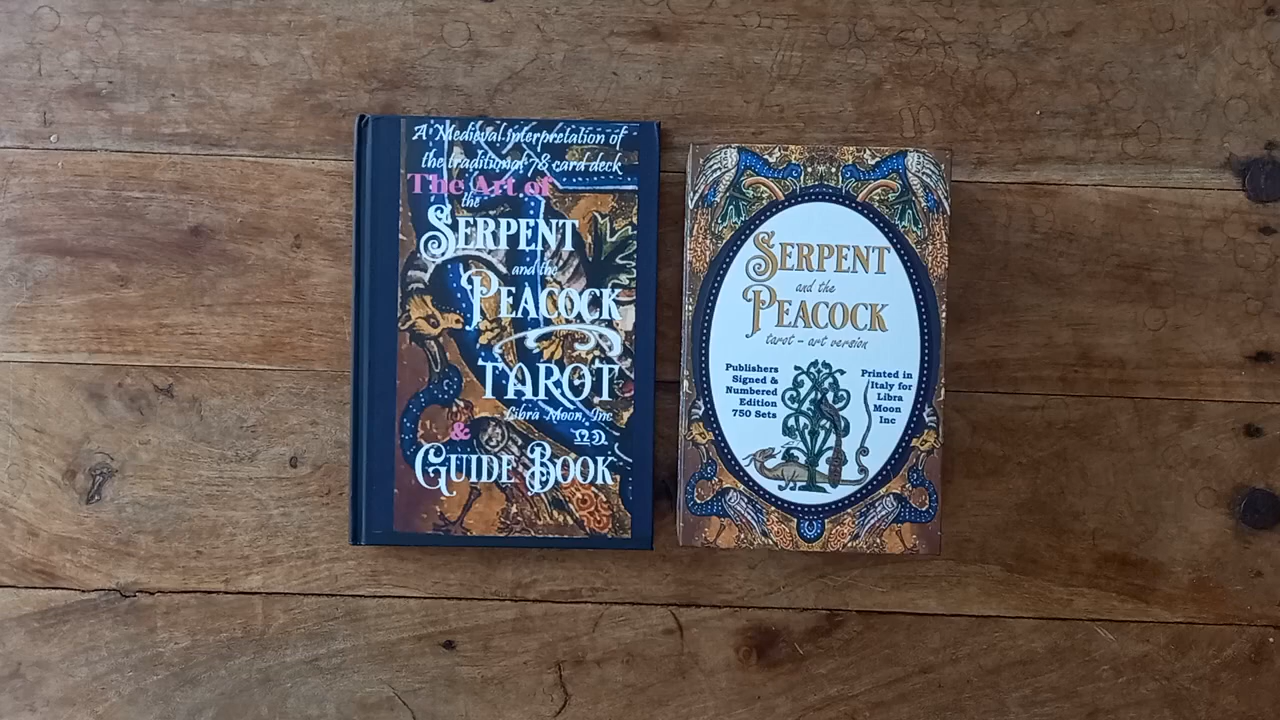 A Medieval interpretation of
the traditional 78 card deck
The Art of
the
SERPENT
and the
PEACOCK
TAROT
Libra Moon, Inc
&
♎☽
GUIDE BOOK
SERPENT
and the
PEACOCK
tarot - art version
Publishers
Signed &
Numbered
Edition
750 Sets
Printed in
Italy for
Libra
Moon
Inc